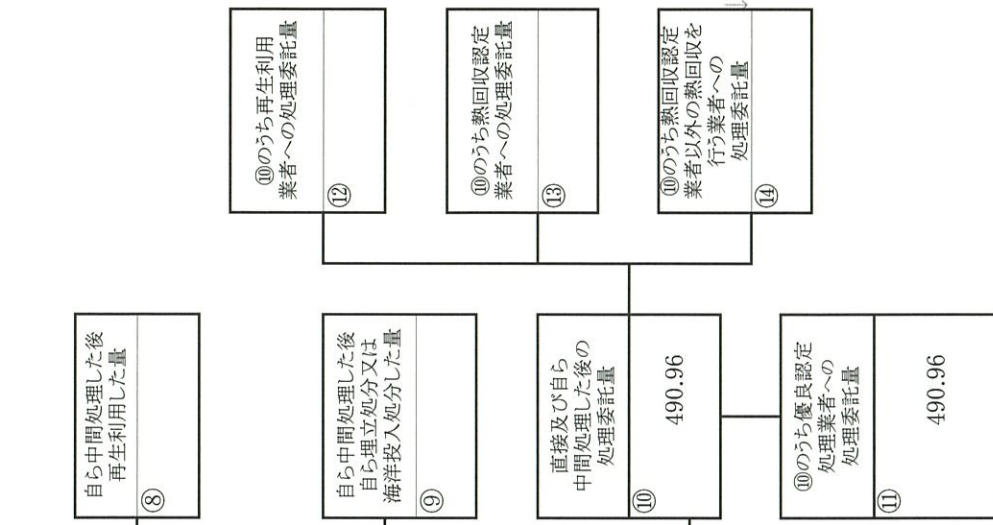 自ら中間処理した後
再生利用した量
⑧
自ら中間処理した後
自ら埋立処分又は
海洋投入処分した量
⑨
直接及び自ら
中間処理した後の
処理委託量
⑩
490.96
⑩のうち優良認定
処理業者への
処理委託量
⑪
490.96
⑩のうち再生利用
業者への処理委託量
⑫
⑩のうち熱回収認定
業者への処理委託量
⑬
⑩のうち熱回収認定
業者以外の熱回収を
行う業者への
処理委託量
⑭